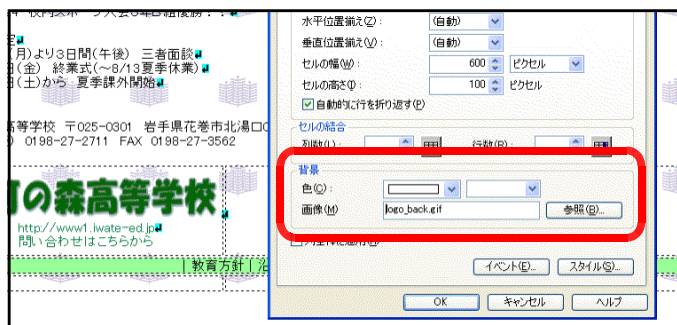 校内スポーツ大会3年B組優勝!!
定
(月)より3日間(午後) 三者面談
(金) 終業式(~8/13夏季休業)
(土)から 夏季課外開始
高等学校 〒025-0301 岩手県花巻市北湯口
0198-27-2711 FAX 0198-27-3562
の森高等学校
http://www1.iwate-ed.jp
問い合わせはこちらから
|教育方針|沿
水平位置揃え(Z):
(自動)
垂直位置揃え(V):
(自動)
セルの幅(W):
600
ピクセル
セルの高さ(I):
100
ピクセル
自動的に行を折り返す(P)
セルの結合
列数(L):
行数(R):
背景
色(C):
画像(M)
logo_back.gif
参照(B)...
イベント(E)...
スタイル(S)...
OK
キャンセル
ヘルプ